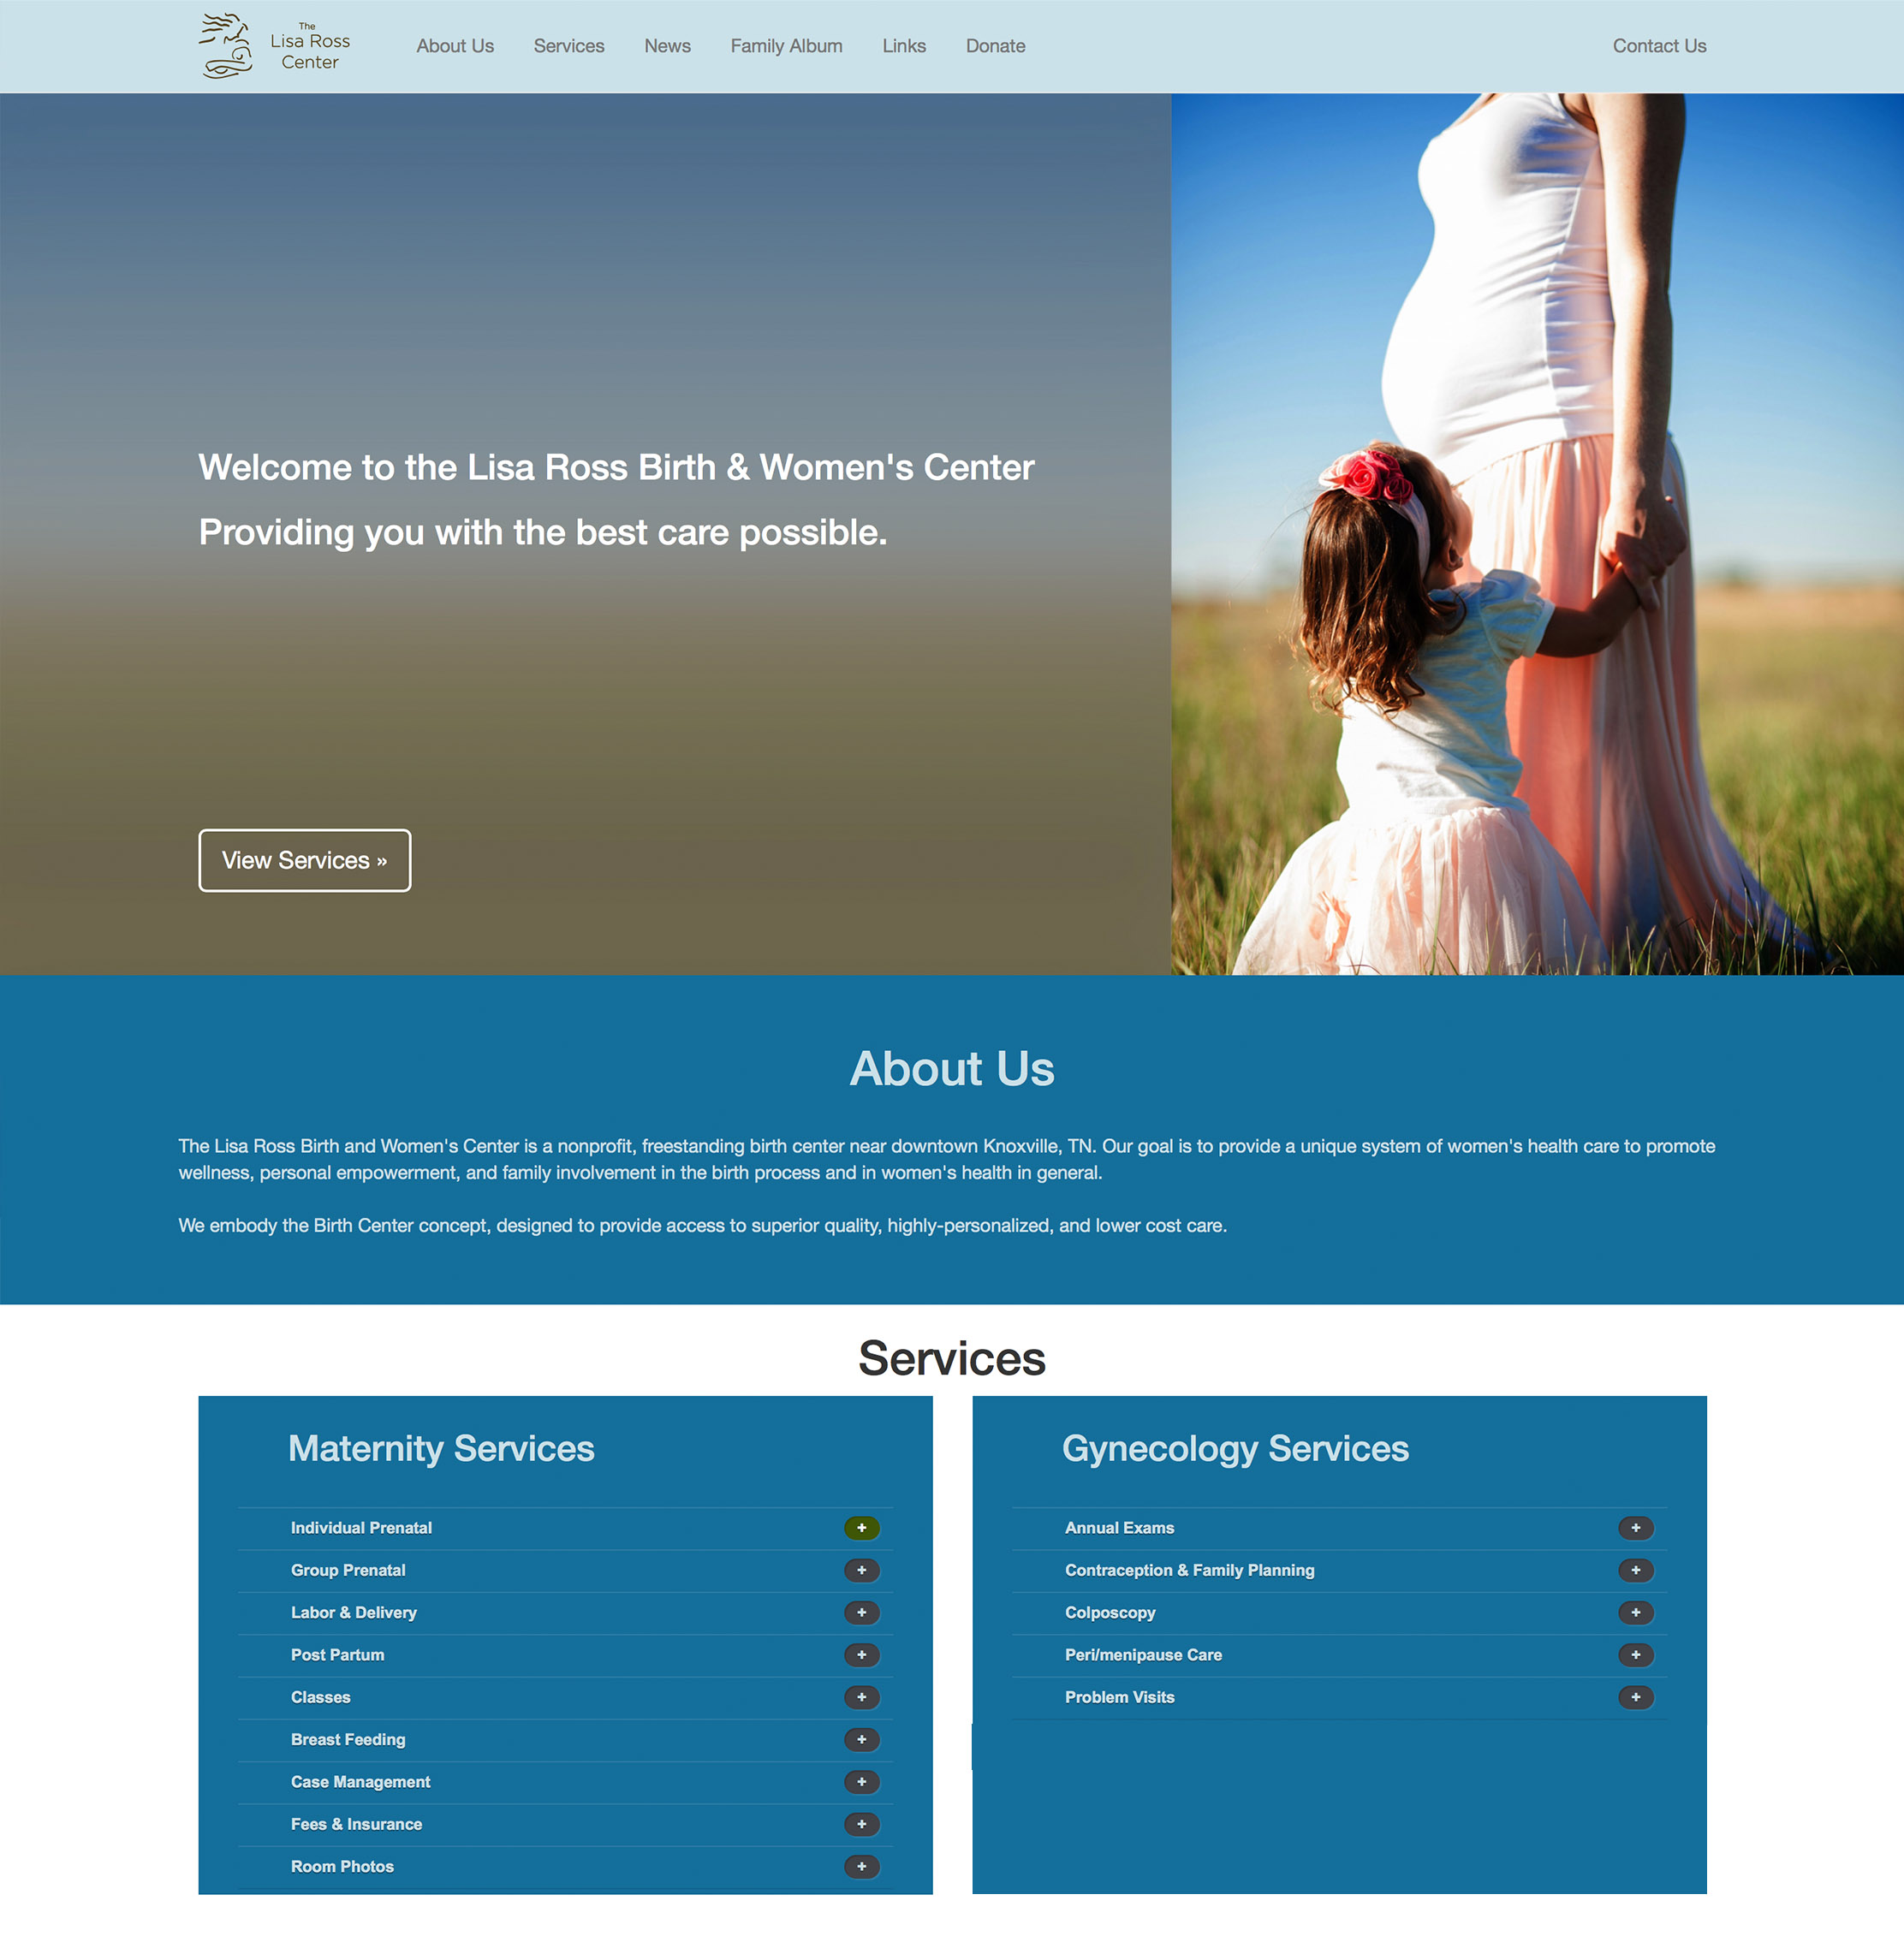 The
Lisa Ross
Center
About Us
Services
News
Family Album
Links
Donate
Contact Us
Welcome to the Lisa Ross Birth & Women's Center
Providing you with the best care possible.
View Services »
About Us
The Lisa Ross Birth and Women's Center is a nonprofit, freestanding birth center near downtown Knoxville, TN. Our goal is to provide a unique system of women's health care to promote
wellness, personal empowerment, and family involvement in the birth process and in women's health in general.
We embody the Birth Center concept, designed to provide access to superior quality, highly-personalized, and lower cost care.
Services
Maternity Services
Individual Prenatal +
Group Prenatal +
Labor & Delivery +
Post Partum +
Classes +
Breast Feeding +
Case Management +
Fees & Insurance +
Room Photos +
Gynecology Services
Annual Exams +
Contraception & Family Planning +
Colposcopy +
Peri/menipause Care +
Problem Visits +